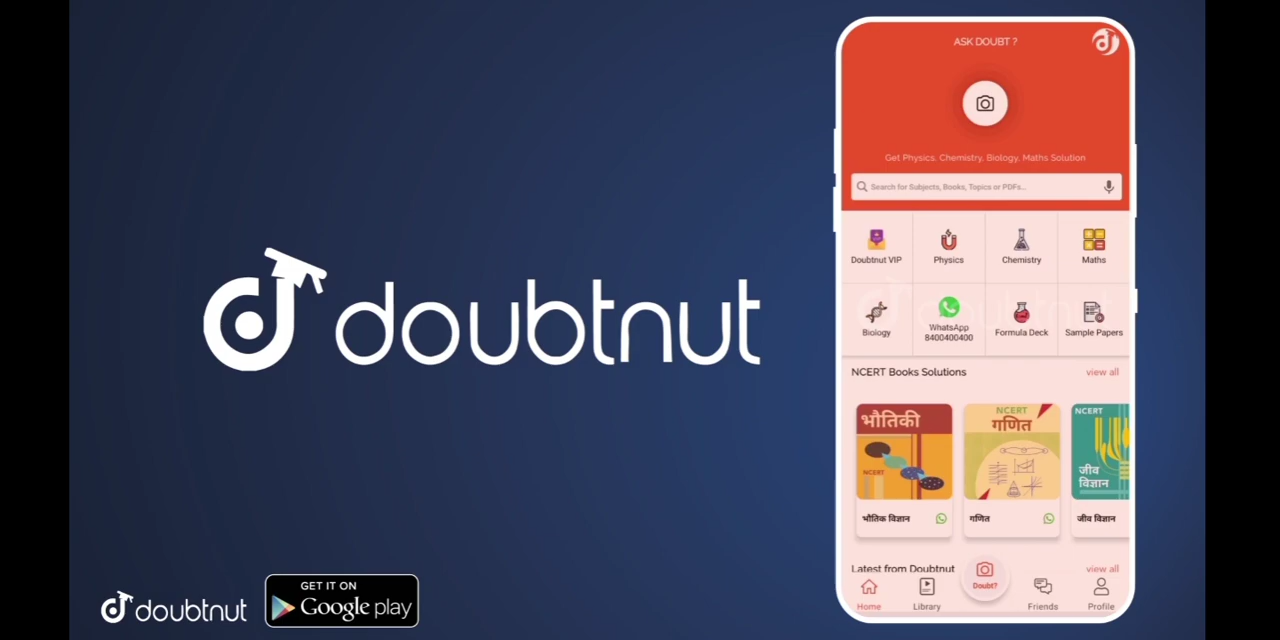 doubtnut
doubtnut
GET IT ON
Google play
ASK DOUBT ?
Get Physics, Chemistry, Biology, Maths Solution
Search for Subjects, Books, Topics or PDFs...
Doubtnut VIP
Physics
Chemistry
Maths
Biology
WhatsApp
8400400400
Formula Deck
Sample Papers
doubtnut
NCERT Books Solutions
view all
भौतिकी
NCERT
NCERT
गणित
NCERT
जीव
विज्ञान
भौतिक विज्ञान
गणित
जीव विज्ञान
Latest from Doubtnut
view all
Doubt?
Home
Library
Friends
Profile